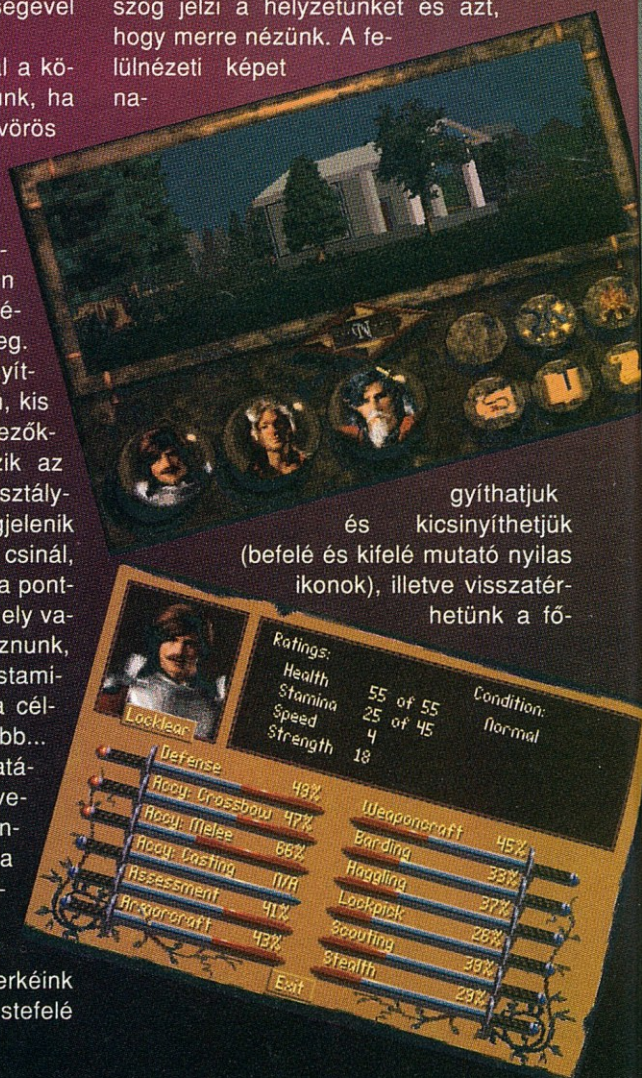 ségével
l a kö-
unk, ha
vörös
-
n
é-
eg.
yít-
, kis
ezők-
zik az
sztály-
gjelenik
csinál,
a pont-
ely va-
znunk,
stami-
a cél-
bb...
atá-
ve-
n-
a
-
erkéink
stefelé
szög jelzi a helyzetünket és azt,
hogy merre nézünk. A fe-
lülnézeti képet
na-
N
gyíthatjuk
és kicsinyíthetjük
(befelé és kifelé mutató nyilas
ikonok), illetve visszatér-
hetünk a fő-
Locklear
Ratings:
Health 55 of 55
Stamina 25 of 45
Speed 4
Strength 18
Condition:
Normal
Defense 49%
Accy: Crossbow 47%
Accy: Melee 66%
Accy: Casting N/A
Assessment 41%
Armorcraft 43%
Weaponcraft 45%
Barding 33%
Haggling 37%
Lockpick 28%
Scouting 39%
Stealth 29%
Exit